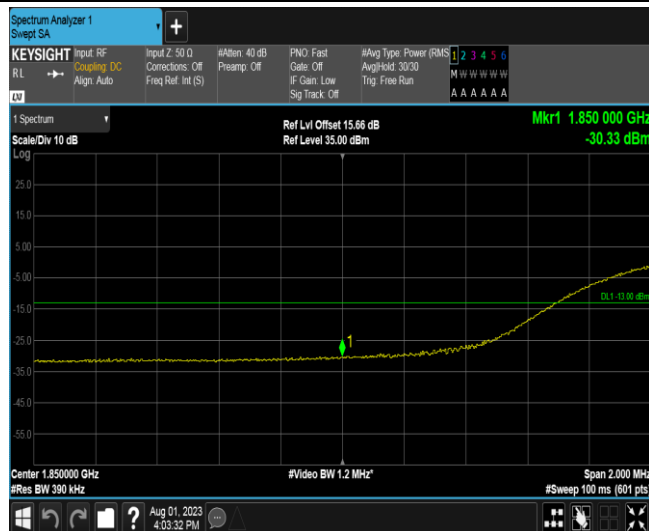 Spectrum Analyzer 1
Swept SA
+
KEYSIGHT
RL
LXI
Input: RF
Coupling: DC
Align: Auto
Input Z: 50 Ω
Corrections: Off
Freq Ref: Int (S)
#Atten: 40 dB
Preamp: Off
PNO: Fast
Gate: Off
IF Gain: Low
Sig Track: Off
#Avg Type: Power (RMS
Avg|Hold: 30/30
Trig: Free Run
1 2 3 4 5 6
M W W W W W
A A A A A A
1 Spectrum
Scale/Div 10 dB
Ref Lvl Offset 15.66 dB
Ref Level 35.00 dBm
Mkr1 1.850 000 GHz
-30.33 dBm
Log
25.0
15.0
5.00
-5.00
DL1 -13.00 dBm
-15.0
-25.0
1
-35.0
-45.0
-55.0
Center 1.850000 GHz
#Video BW 1.2 MHz*
Span 2.000 MHz
#Res BW 390 kHz
#Sweep 100 ms (601 pts)
?
Aug 01, 2023
4:03:32 PM